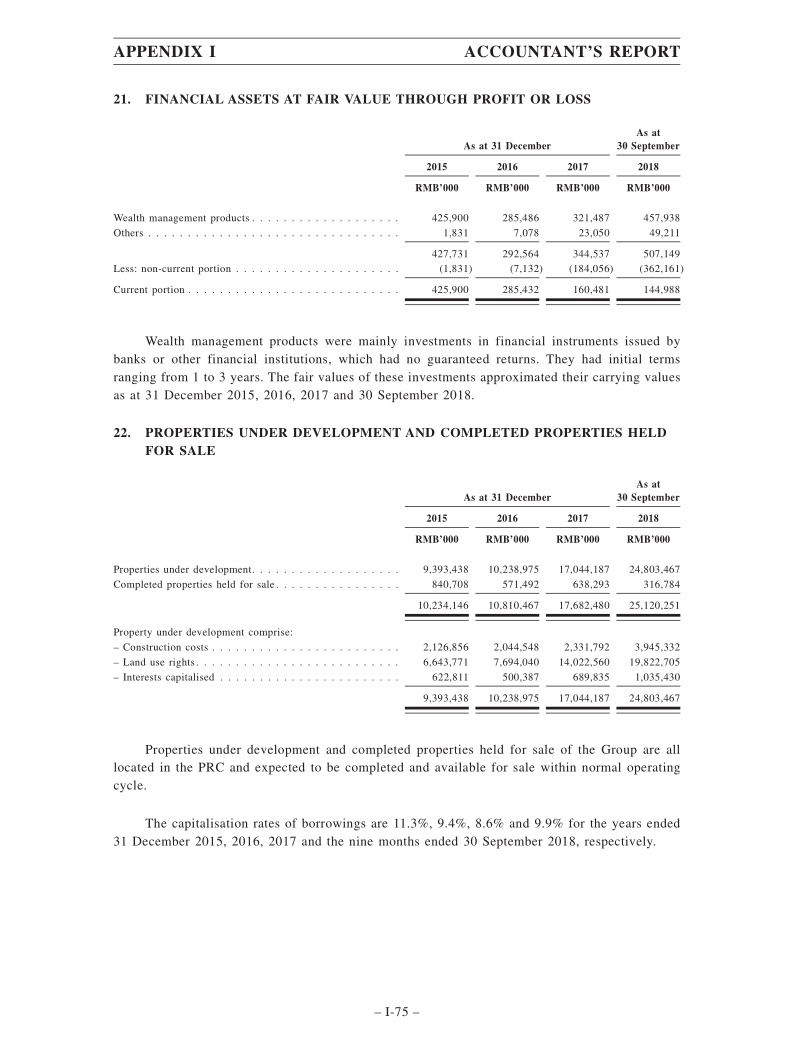 APPENDIX I ACCOUNTANT’S REPORT
21. FINANCIAL ASSETS AT FAIR VALUE THROUGH PROFIT OR LOSS
As at
As at 31 December 30 September
2015 2016 2017 2018
RMB’000 RMB’000 RMB’000 RMB’000
Wealth management products . . . . . . . . . . . . . . . . . . . 425,900 285,486 321,487 457,938
Others . . . . . . . . . . . . . . . . . . . . . . . . . . . . . . . . 1,831 7,078 23,050 49,211
427,731 292,564 344,537 507,149
Less: non-current portion . . . . . . . . . . . . . . . . . . . . . (1,831) (7,132) (184,056) (362,161)
Current portion . . . . . . . . . . . . . . . . . . . . . . . . . . . 425,900 285,432 160,481 144,988
Wealth management products were mainly investments in financial instruments issued by
banks or other financial institutions, which had no guaranteed returns. They had initial terms
ranging from 1 to 3 years. The fair values of these investments approximated their carrying values
as at 31 December 2015, 2016, 2017 and 30 September 2018.
22. PROPERTIES UNDER DEVELOPMENT AND COMPLETED PROPERTIES HELD
FOR SALE
As at
As at 31 December 30 September
2015 2016 2017 2018
RMB’000 RMB’000 RMB’000 RMB’000
Properties under development. . . . . . . . . . . . . . . . . . . 9,393,438 10,238,975 17,044,187 24,803,467
Completed properties held for sale. . . . . . . . . . . . . . . . 840,708 571,492 638,293 316,784
10,234,146 10,810,467 17,682,480 25,120,251
Property under development comprise:
– Construction costs . . . . . . . . . . . . . . . . . . . . . . . . 2,126,856 2,044,548 2,331,792 3,945,332
– Land use rights. . . . . . . . . . . . . . . . . . . . . . . . . . 6,643,771 7,694,040 14,022,560 19,822,705
– Interests capitalised . . . . . . . . . . . . . . . . . . . . . . . 622,811 500,387 689,835 1,035,430
9,393,438 10,238,975 17,044,187 24,803,467
Properties under development and completed properties held for sale of the Group are all
located in the PRC and expected to be completed and available for sale within normal operating
cycle.
The capitalisation rates of borrowings are 11.3%, 9.4%, 8.6% and 9.9% for the years ended
31 December 2015, 2016, 2017 and the nine months ended 30 September 2018, respectively.
– I-75 –